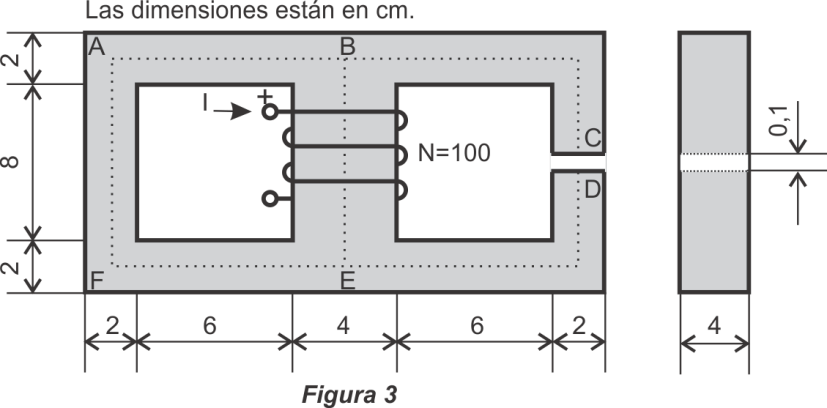 Las dimensiones están en cm.
A B
2
I +
0,1
C
8
N=100
D
2
F E
2 6 4 6 2 4
Figura 3